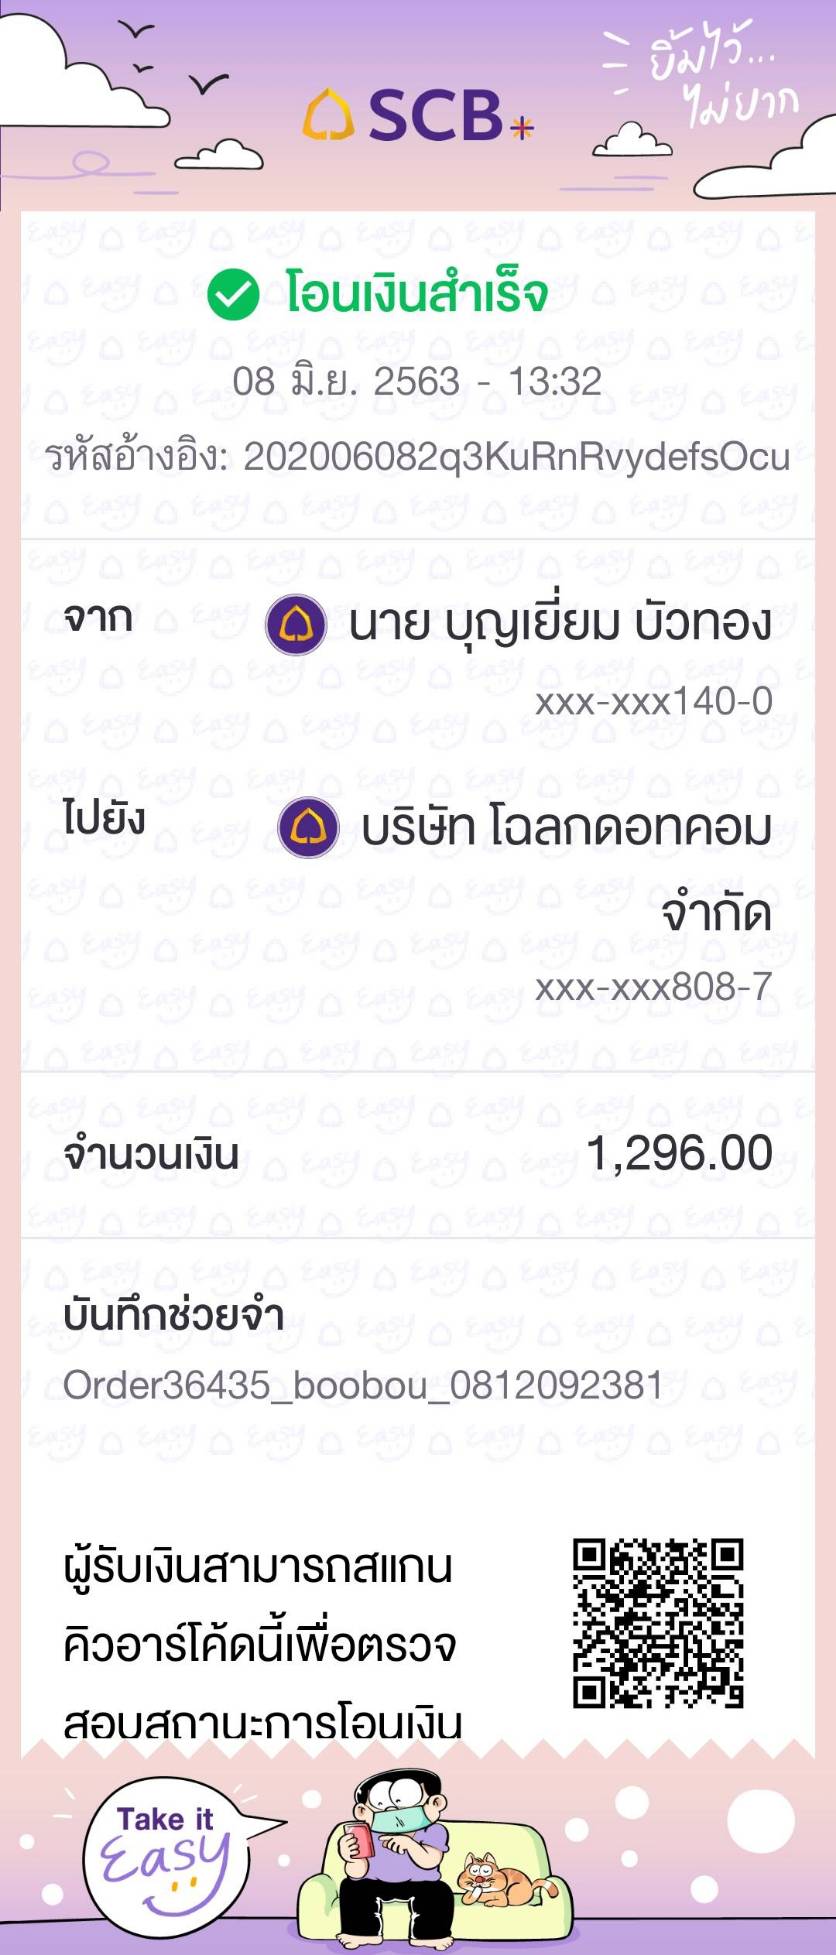 ยิ้มไว้...
ไม่ยาก
SCB
โอนเงินสำเร็จ
08 มิ.ย. 2563 - 13:32
รหัสอ้างอิง: 202006082q3KuRnRvydefsOcu
จาก นาย บุญเยี่ยม บัวทอง
xxx-xxx140-0
ไปยัง บริษัท โฉลกดอทคอม
จำกัด
xxx-xxx808-7
จำนวนเงิน 1,296.00
บันทึกช่วยจำ
Order36435_boobou_0812092381
ผู้รับเงินสามารถสแกน
คิวอาร์โค้ดนี้เพื่อตรวจ
สอบสถานะการโอนเงิน
Take it
Easy